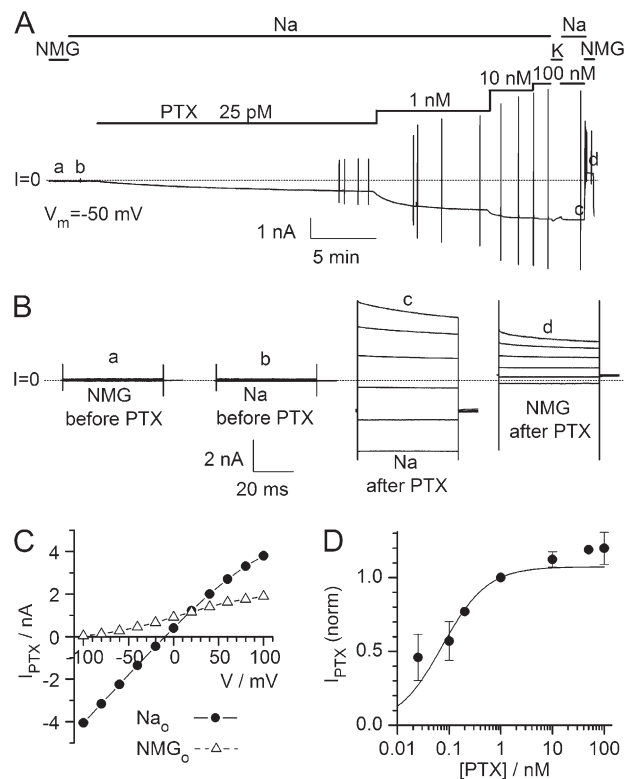 A
Na
Na
NMG
K
NMG
10 nM
100 nM
1 nM
PTX 25 pM
a b
d
I=0
c
Vm=-50 mV
1 nA
5 min
B
c
d
a
b
I=0
NMG
before PTX
Na
before PTX
NMG
after PTX
2 nA
20 ms
Na
after PTX
C
D
IPTX / nA
4
2
0
-2
-4
-100 -50 0 50 100
V / mV
Nao
NMGo
IPTX (norm)
1.0
0.5
0.0
0.01 0.1 1 10 100
[PTX] / nM